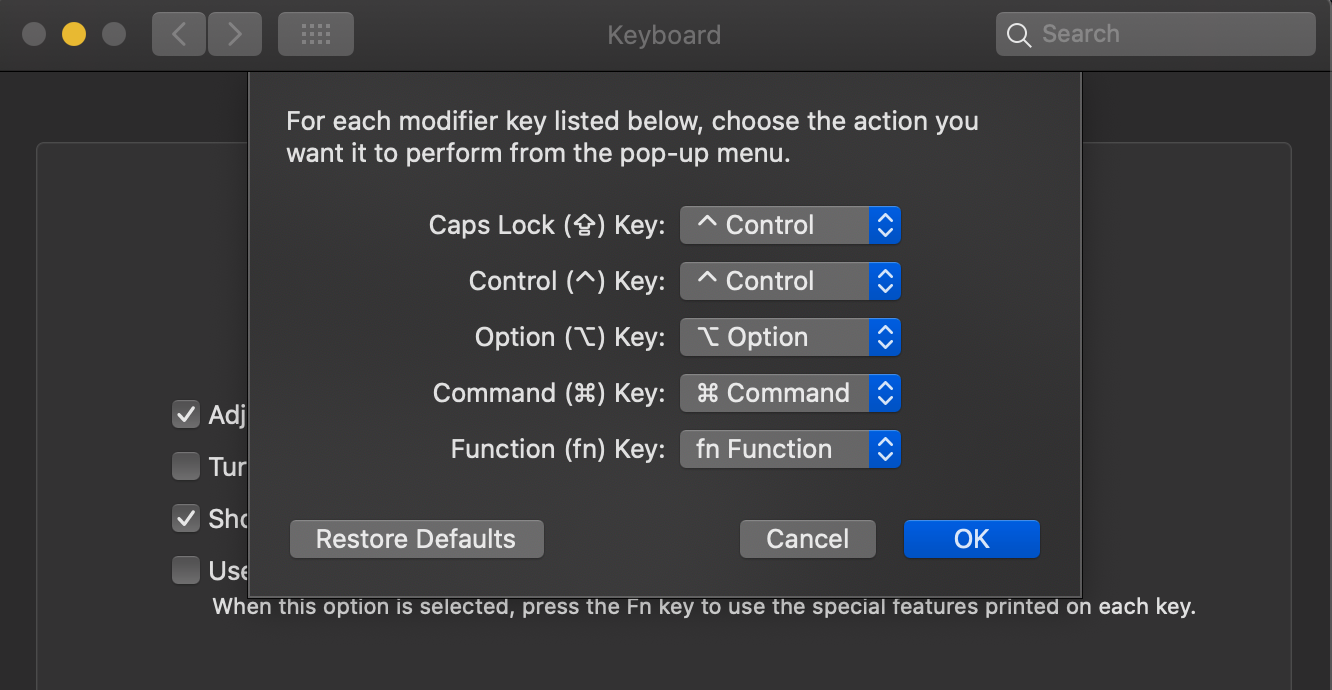 Keyboard
Search
For each modifier key listed below, choose the action you
want it to perform from the pop-up menu.
Caps Lock (⇪) Key: ^ Control
Control (^) Key: ^ Control
Option (⌥) Key: ⌥ Option
Command (⌘) Key: ⌘ Command
Function (fn) Key: fn Function
Restore Defaults Cancel OK
Adj
Tur
Sho
Use
When this option is selected, press the Fn key to use the special features printed on each key.